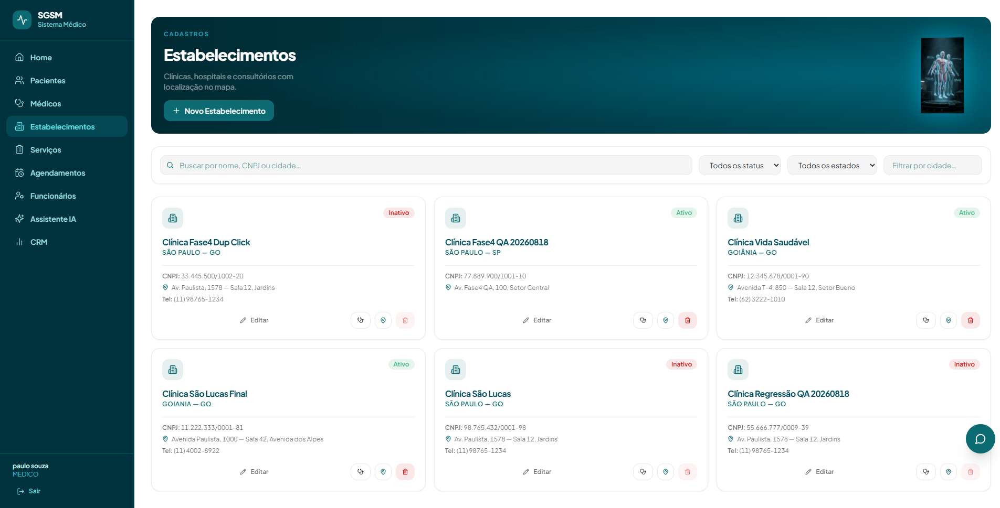 SGSM
Sistema Médico
Home
Pacientes
Médicos
Estabelecimentos
Serviços
Agendamentos
Funcionários
Assistente IA
CRM
paulo souza
MEDICO
Sair
CADASTROS
Estabelecimentos
Clínicas, hospitais e consultórios com
localização no mapa.
+ Novo Estabelecimento
Buscar por nome, CNPJ ou cidade...
Todos os status
Todos os estados
Filtrar por cidade...
Inativo
Clínica Fase4 Dup Click
SÃO PAULO — GO
CNPJ: 33.445.500/1002-20
Av. Paulista, 1578 — Sala 12, Jardins
Tel: (11) 98765-1234
Editar
Ativo
Clínica Fase4 QA 20260818
SÃO PAULO — SP
CNPJ: 77.889.900/1001-10
Av. Fase4 QA, 100, Setor Central
Editar
Ativo
Clínica Vida Saudável
GOIÂNIA — GO
CNPJ: 12.345.678/0001-90
Avenida T-4, 850 — Sala 12, Setor Bueno
Tel: (62) 3222-1010
Editar
Ativo
Clínica São Lucas Final
GOIANIA — GO
CNPJ: 11.222.333/0001-81
Avenida Paulista, 1000 — Sala 42, Avenida dos Alpes
Tel: (11) 4002-8922
Editar
Inativo
Clínica São Lucas
SÃO PAULO — GO
CNPJ: 98.765.432/0001-98
Av. Paulista, 1578 — Sala 12, Jardins
Tel: (11) 98765-1234
Editar
Inativo
Clínica Regressão QA 20260818
SÃO PAULO — GO
CNPJ: 55.666.777/0009-39
Av. Paulista, 1578 — Sala 12, Jardins
Tel: (11) 98765-1234
Editar